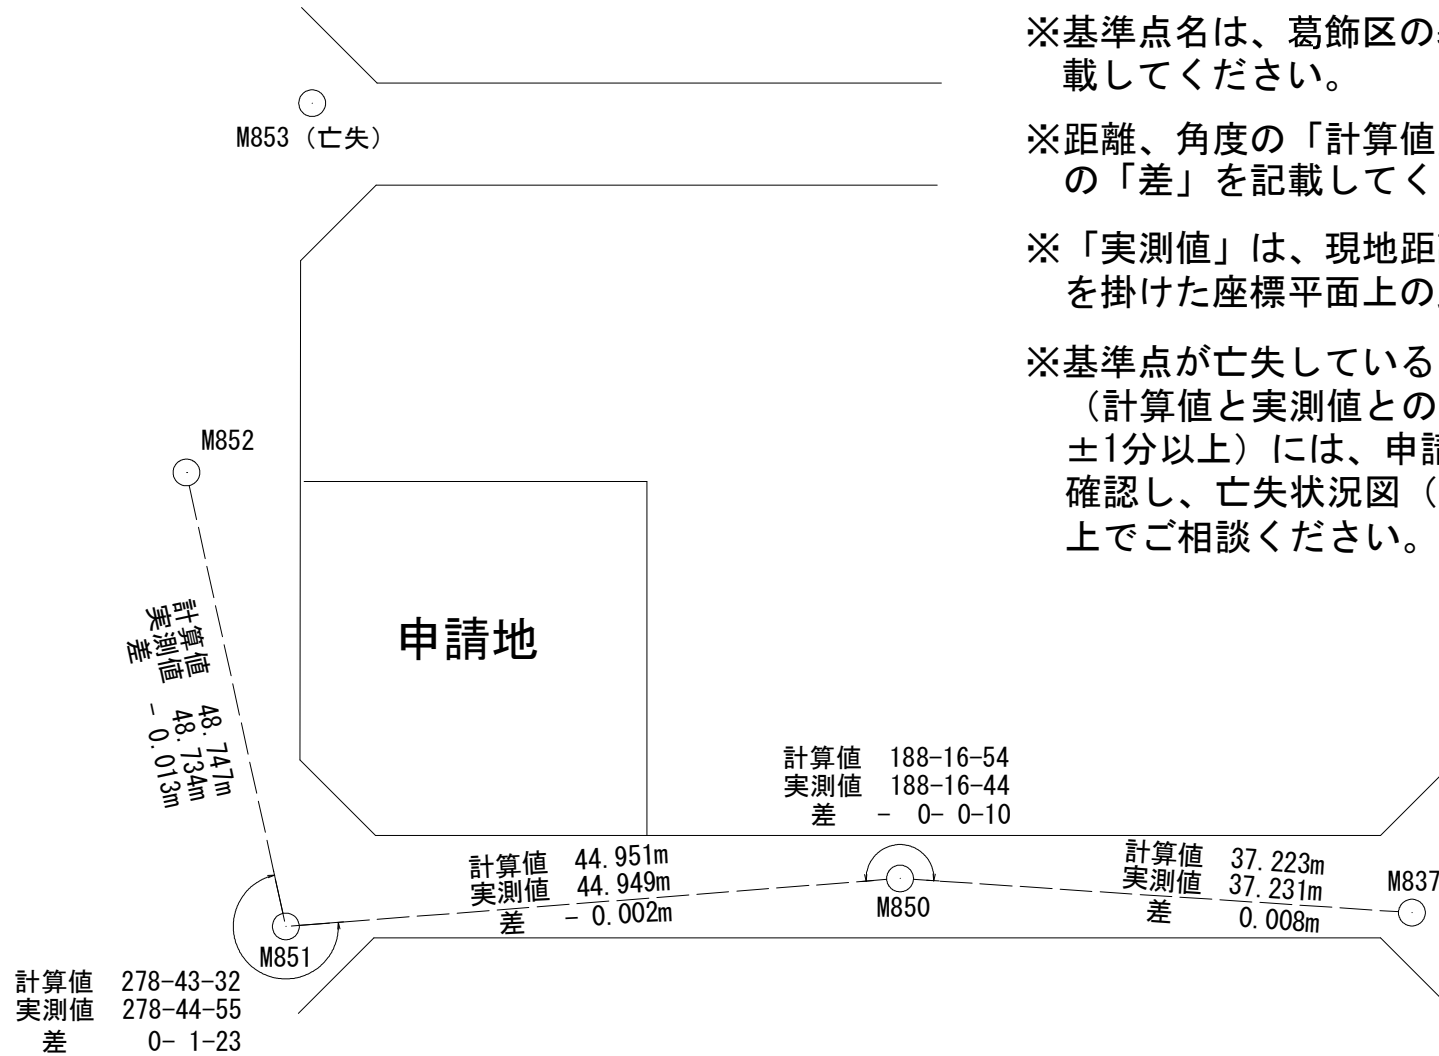 ※基準点名は、葛飾区の
載してください。
M853（亡失）
※距離、角度の「計算値
の「差」を記載してく
※「実測値」は、現地距
を掛けた座標平面上の
※基準点が亡失している
（計算値と実測値との
±1分以上）には、申請
確認し、亡失状況図（
上でご相談ください。
M852
計算値 48.747m
実測値 48.734m
差 - 0.013m
申請地
計算値 188-16-54
実測値 188-16-44
差 - 0- 0-10
計算値 44.951m
実測値 44.949m
差 - 0.002m
M850
計算値 37.223m
実測値 37.231m
差 0.008m
M837
M851
計算値 278-43-32
実測値 278-44-55
差 0- 1-23